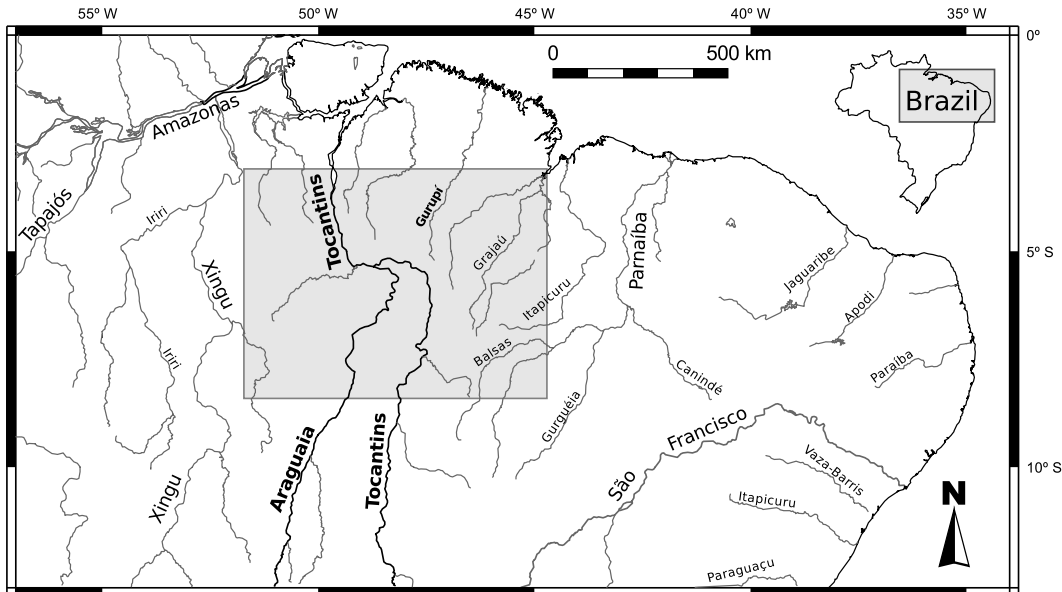 55º W
50º W
45º W
40º W
35º W
0º
0
500 km
Brazil
Amazonas
Tapajós
Iriri
Tocantins
Gurupí
Parnaíba
Grajaú
5º S
Xingu
Jaguaribe
Itapicuru
Apodi
Balsas
Iriri
Paraíba
Canindé
Gurguéia
Francisco
Araguaia
Tocantins
Vaza-Barris
10º S
São
Xingu
Itapicuru
N
Paraguaçu